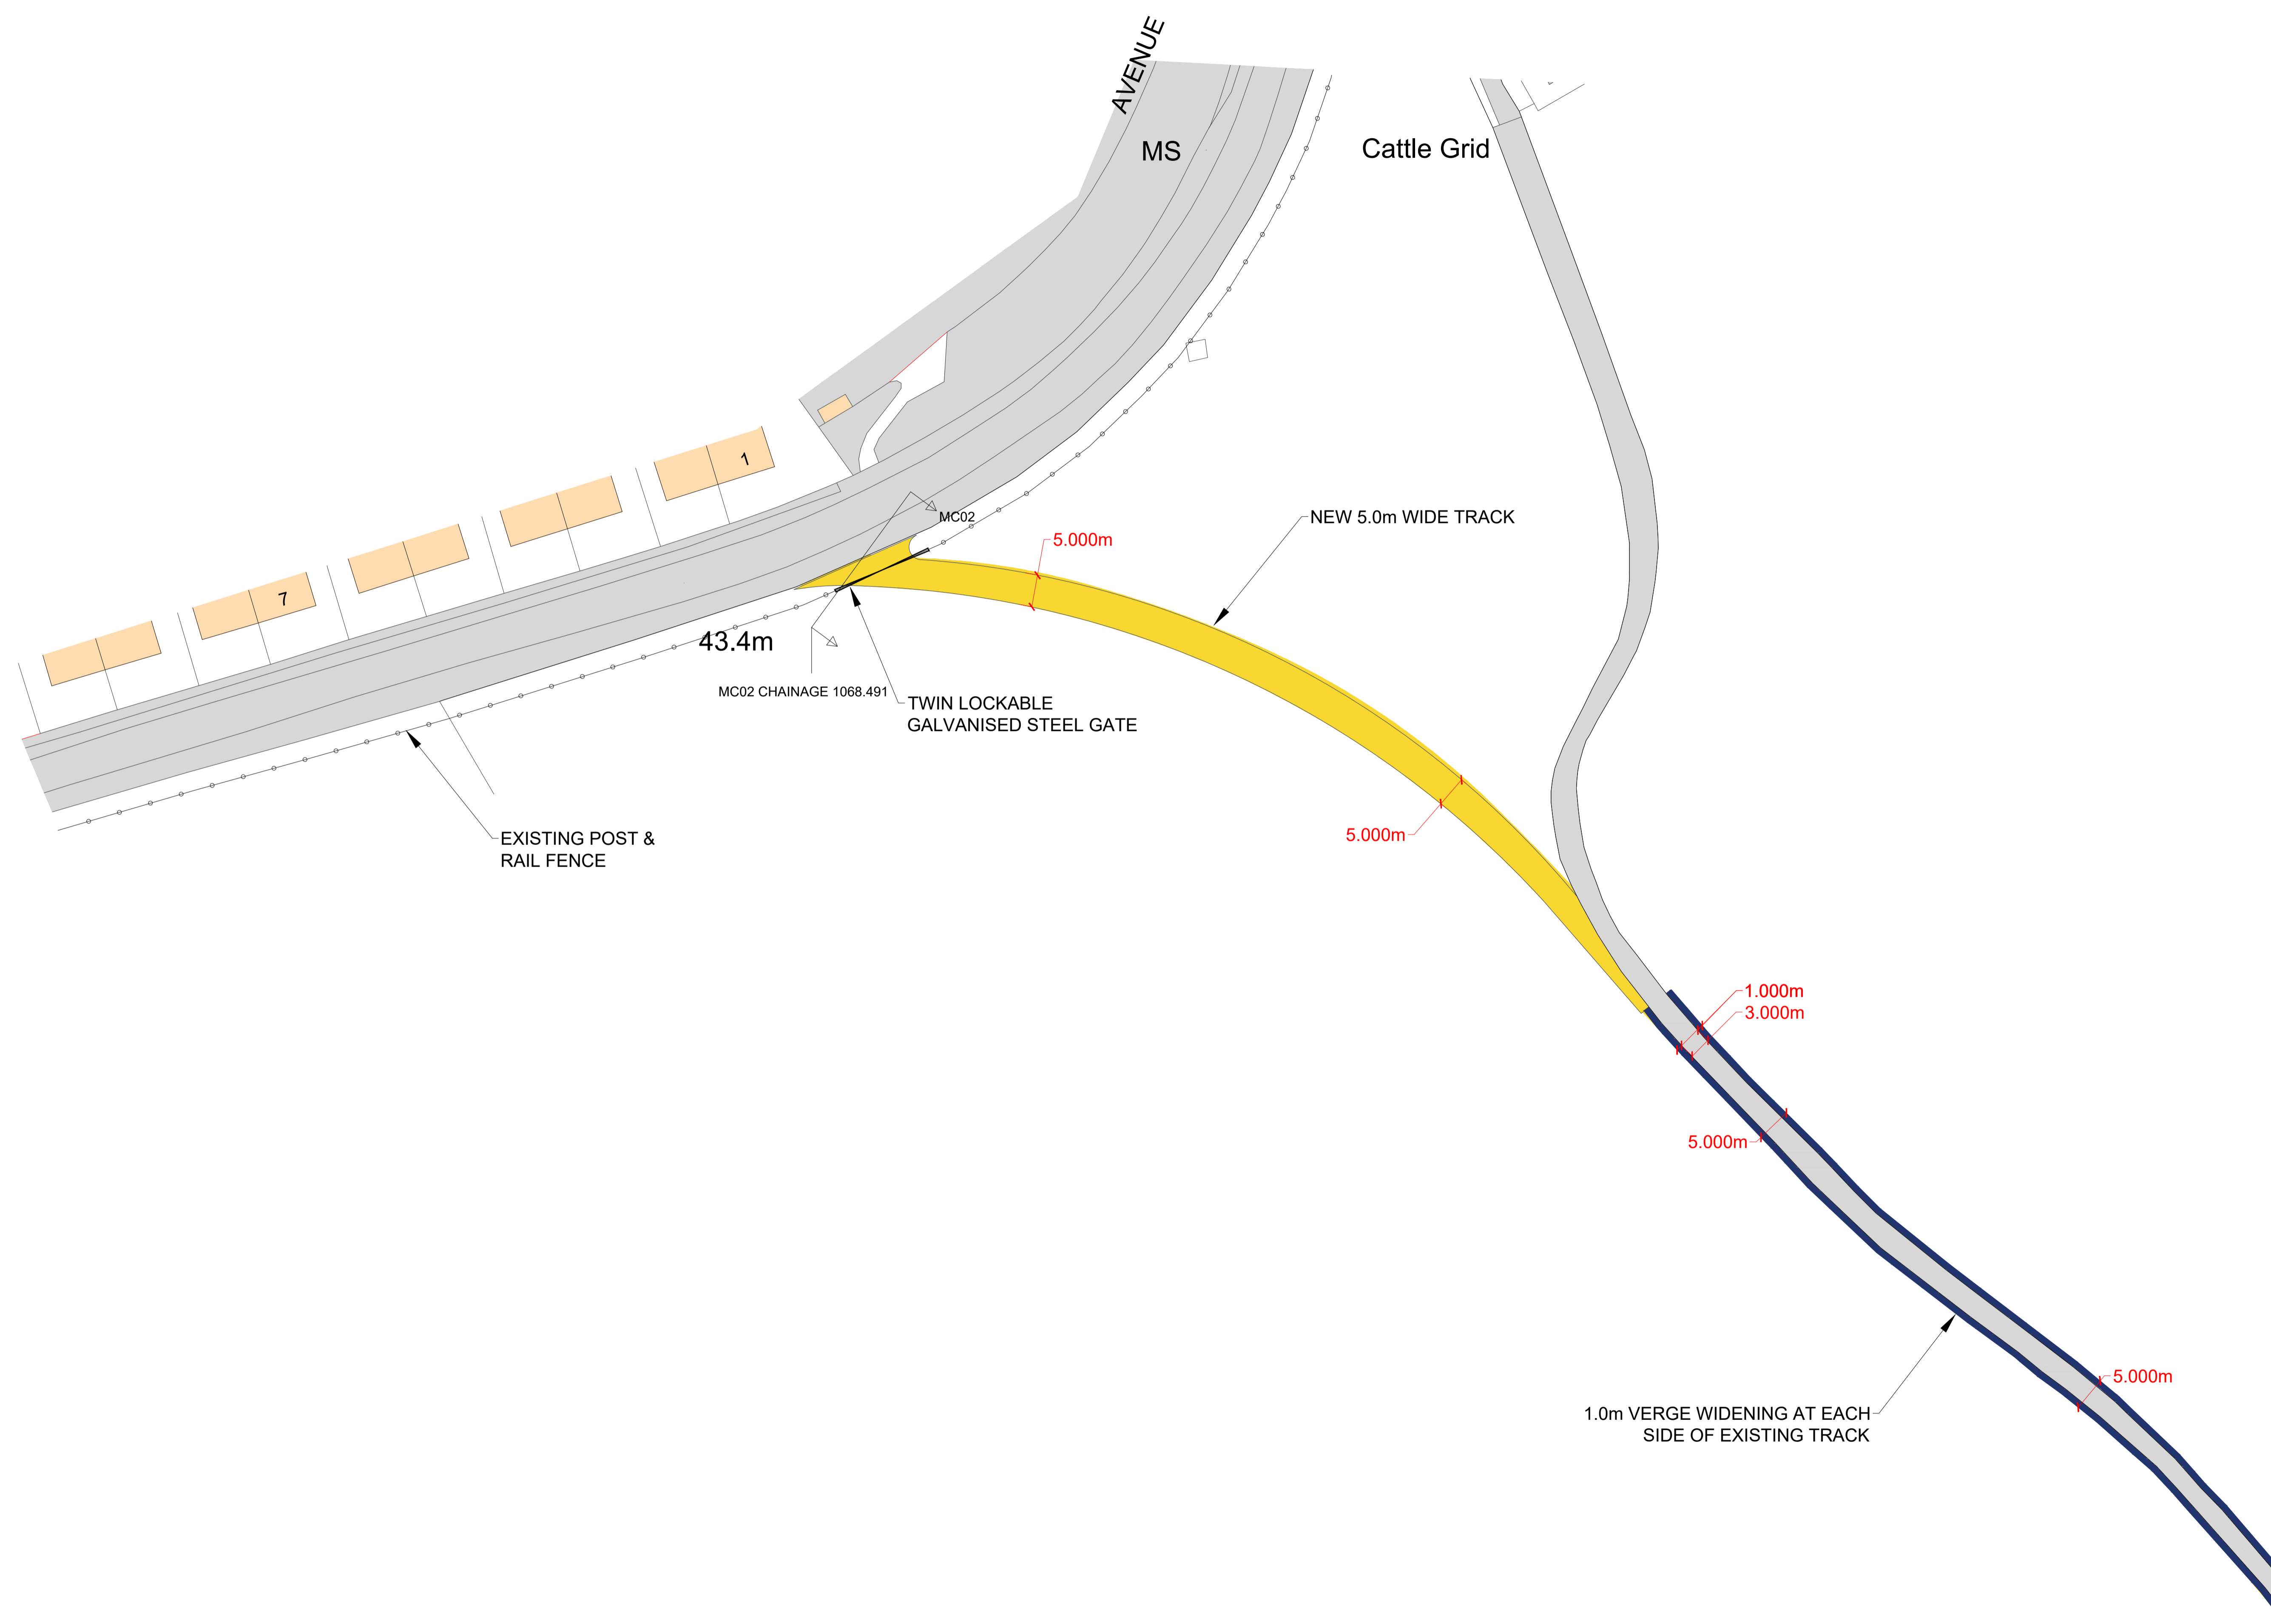 AVENUE
MS
Cattle Grid
1
MC02
NEW 5.0m WIDE TRACK
5.000m
7
43.4m
MC02 CHAINAGE 1068.491
TWIN LOCKABLE
GALVANISED STEEL GATE
EXISTING POST &
RAIL FENCE
5.000m
1.000m
3.000m
5.000m
5.000m
1.0m VERGE WIDENING AT EACH
SIDE OF EXISTING TRACK